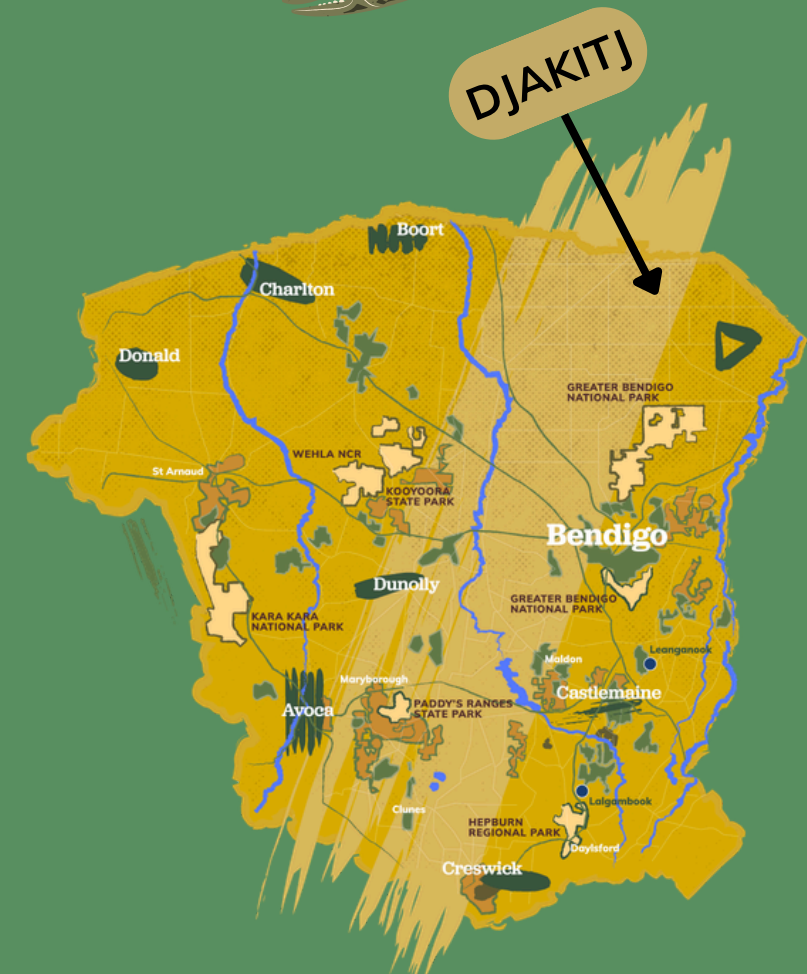 DJAKITJ
Boort
Charlton
Donald
GREATER BENDIGO
NATIONAL PARK
WEHLA NCR
St Arnaud
KOOYOORA
STATE PARK
Bendigo
Dunolly
GREATER BENDIGO
NATIONAL PARK
KARA KARA
NATIONAL PARK
Leanganook
Maldon
Maryborough
Castlemaine
Avoca
PADDY'S RANGES
STATE PARK
Lalgambook
Clunes
HEPBURN
REGIONAL PARK
Daylsford
Creswick